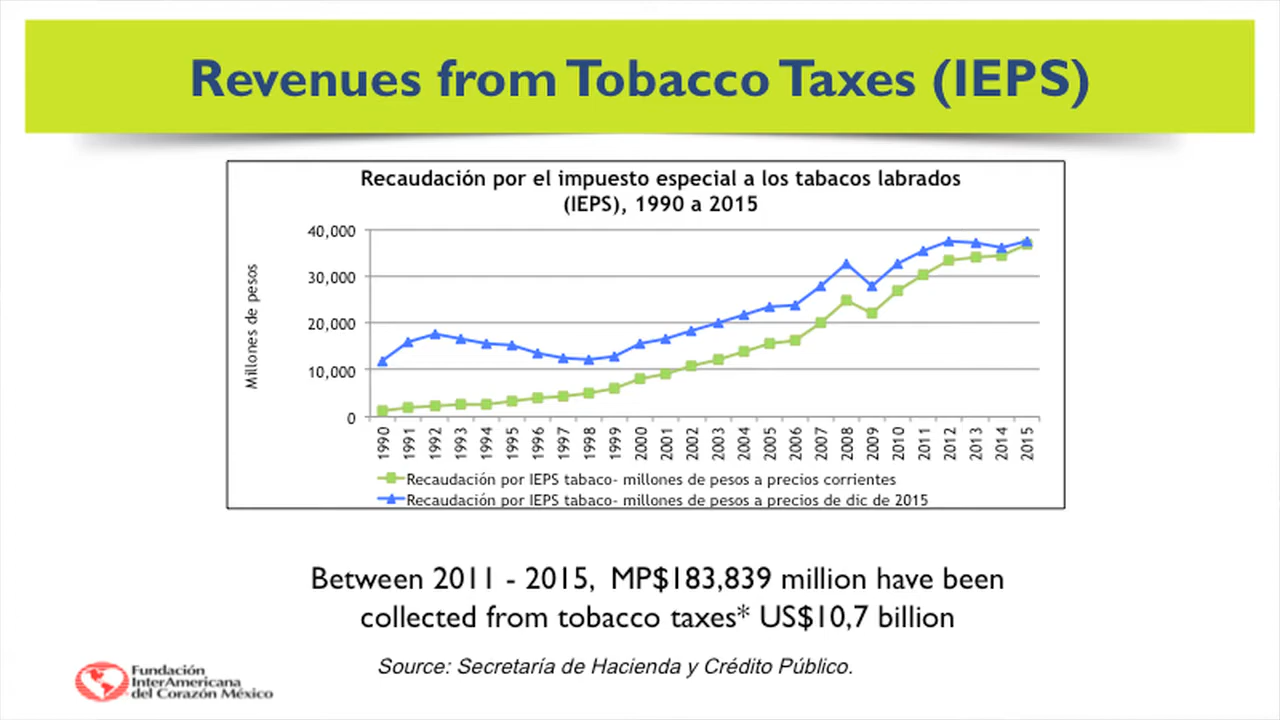 Revenues from Tobacco Taxes (IEPS)
Recaudación por el impuesto especial a los tabacos labrados
(IEPS), 1990 a 2015
Millones de pesos
40,000
30,000
20,000
10,000
0
1990 1991 1992 1993 1994 1995 1996 1997 1998 1999 2000 2001 2002 2003 2004 2005 2006 2007 2008 2009 2010 2011 2012 2013 2014 2015
Recaudación por IEPS tabaco- millones de pesos a precios corrientes
Recaudación por IEPS tabaco- millones de pesos a precios de dic de 2015
Between 2011 - 2015, MP$183,839 million have been
collected from tobacco taxes* US$10,7 billion
Source: Secretaría de Hacienda y Crédito Público.
Fundación
InterAmericana
del Corazón México